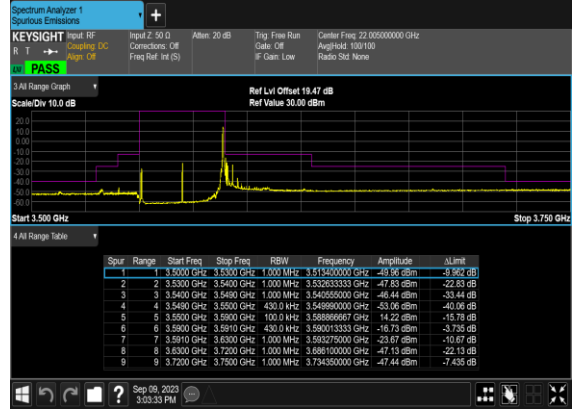 Spectrum Analyzer 1
Spurious Emissions
+
KEYSIGHT Input: RF Input Z: 50 Ω Atten: 20 dB Trig: Free Run Center Freq: 22.005000000 GHz
R T Coupling: DC Corrections: Off Gate: Off Avg|Hold: 100/100
Align: Off Freq Ref: Int (S) IF Gain: Low Radio Std: None
PASS
3 All Range Graph
Ref Lvl Offset 19.47 dB
Scale/Div 10.0 dB Ref Value 30.00 dBm
20.0
10.0
0.00
-10.0
-20.0
-30.0
-40.0
-50.0
-60.0
Start 3.500 GHz Stop 3.750 GHz
4 All Range Table
Spur Range Start Freq Stop Freq RBW Frequency Amplitude ΔLimit
1 1 3.5000 GHz 3.5300 GHz 1.000 MHz 3.513400000 GHz -49.96 dBm -9.962 dB
2 2 3.5300 GHz 3.5400 GHz 1.000 MHz 3.532633333 GHz -47.83 dBm -22.83 dB
3 3 3.5400 GHz 3.5490 GHz 1.000 MHz 3.540555000 GHz -46.44 dBm -33.44 dB
4 4 3.5490 GHz 3.5500 GHz 430.0 kHz 3.549990000 GHz -53.06 dBm -40.06 dB
5 5 3.5500 GHz 3.5900 GHz 100.0 kHz 3.588866667 GHz 14.22 dBm -15.78 dB
6 6 3.5900 GHz 3.5910 GHz 430.0 kHz 3.590013333 GHz -16.73 dBm -3.735 dB
7 7 3.5910 GHz 3.6300 GHz 1.000 MHz 3.593275000 GHz -23.67 dBm -10.67 dB
8 8 3.6300 GHz 3.7200 GHz 1.000 MHz 3.686100000 GHz -47.13 dBm -22.13 dB
9 9 3.7200 GHz 3.7500 GHz 1.000 MHz 3.734350000 GHz -47.44 dBm -7.435 dB
? Sep 09, 2023
3:03:33 PM